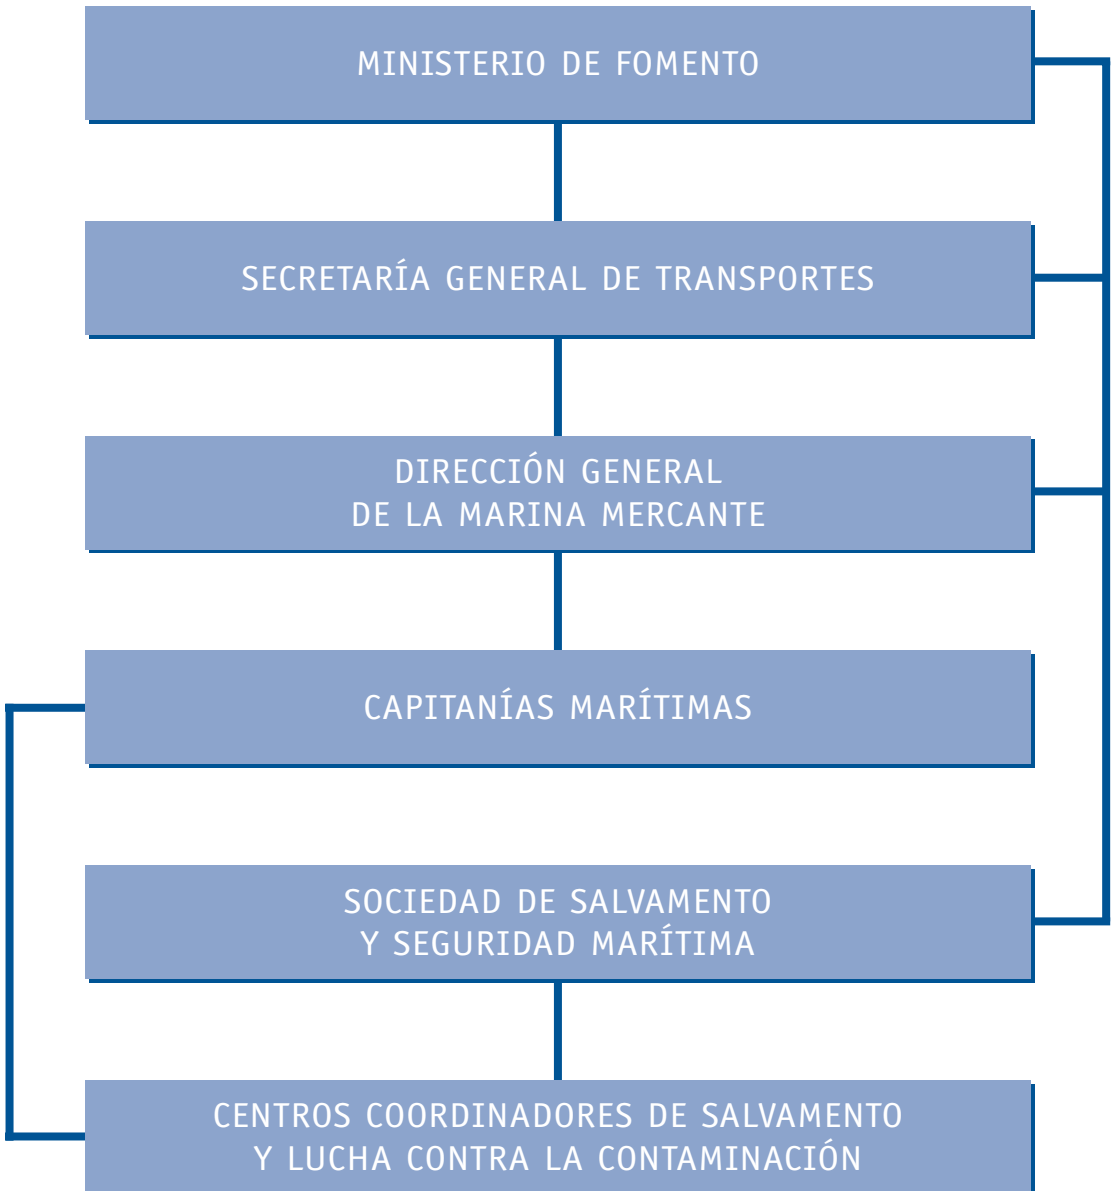 MINISTERIO DE FOMENTO
SECRETARÍA GENERAL DE TRANSPORTES
DIRECCIÓN GENERAL
DE LA MARINA MERCANTE
CAPITANÍAS MARÍTIMAS
SOCIEDAD DE SALVAMENTO
Y SEGURIDAD MARÍTIMA
CENTROS COORDINADORES DE SALVAMENTO
Y LUCHA CONTRA LA CONTAMINACIÓN